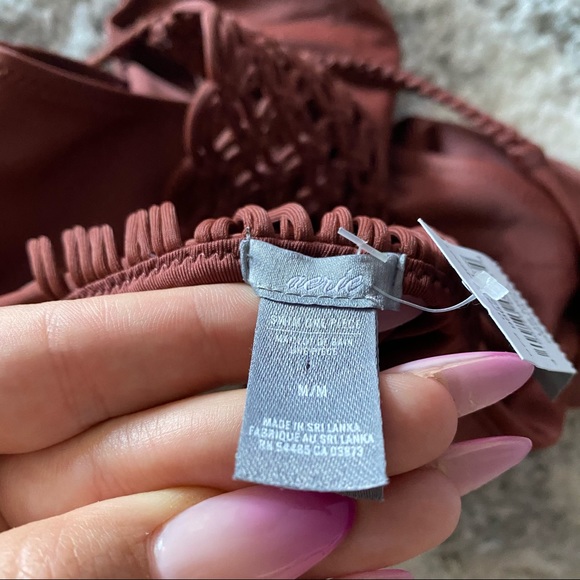 aerie
SWIM ONE PIECE
MAILLOT DE BAIN
UNE PIECE
M/M
MADE IN SRI LANKA
FABRIQUE AU SRI LANKA
RN 54485 CA 03873